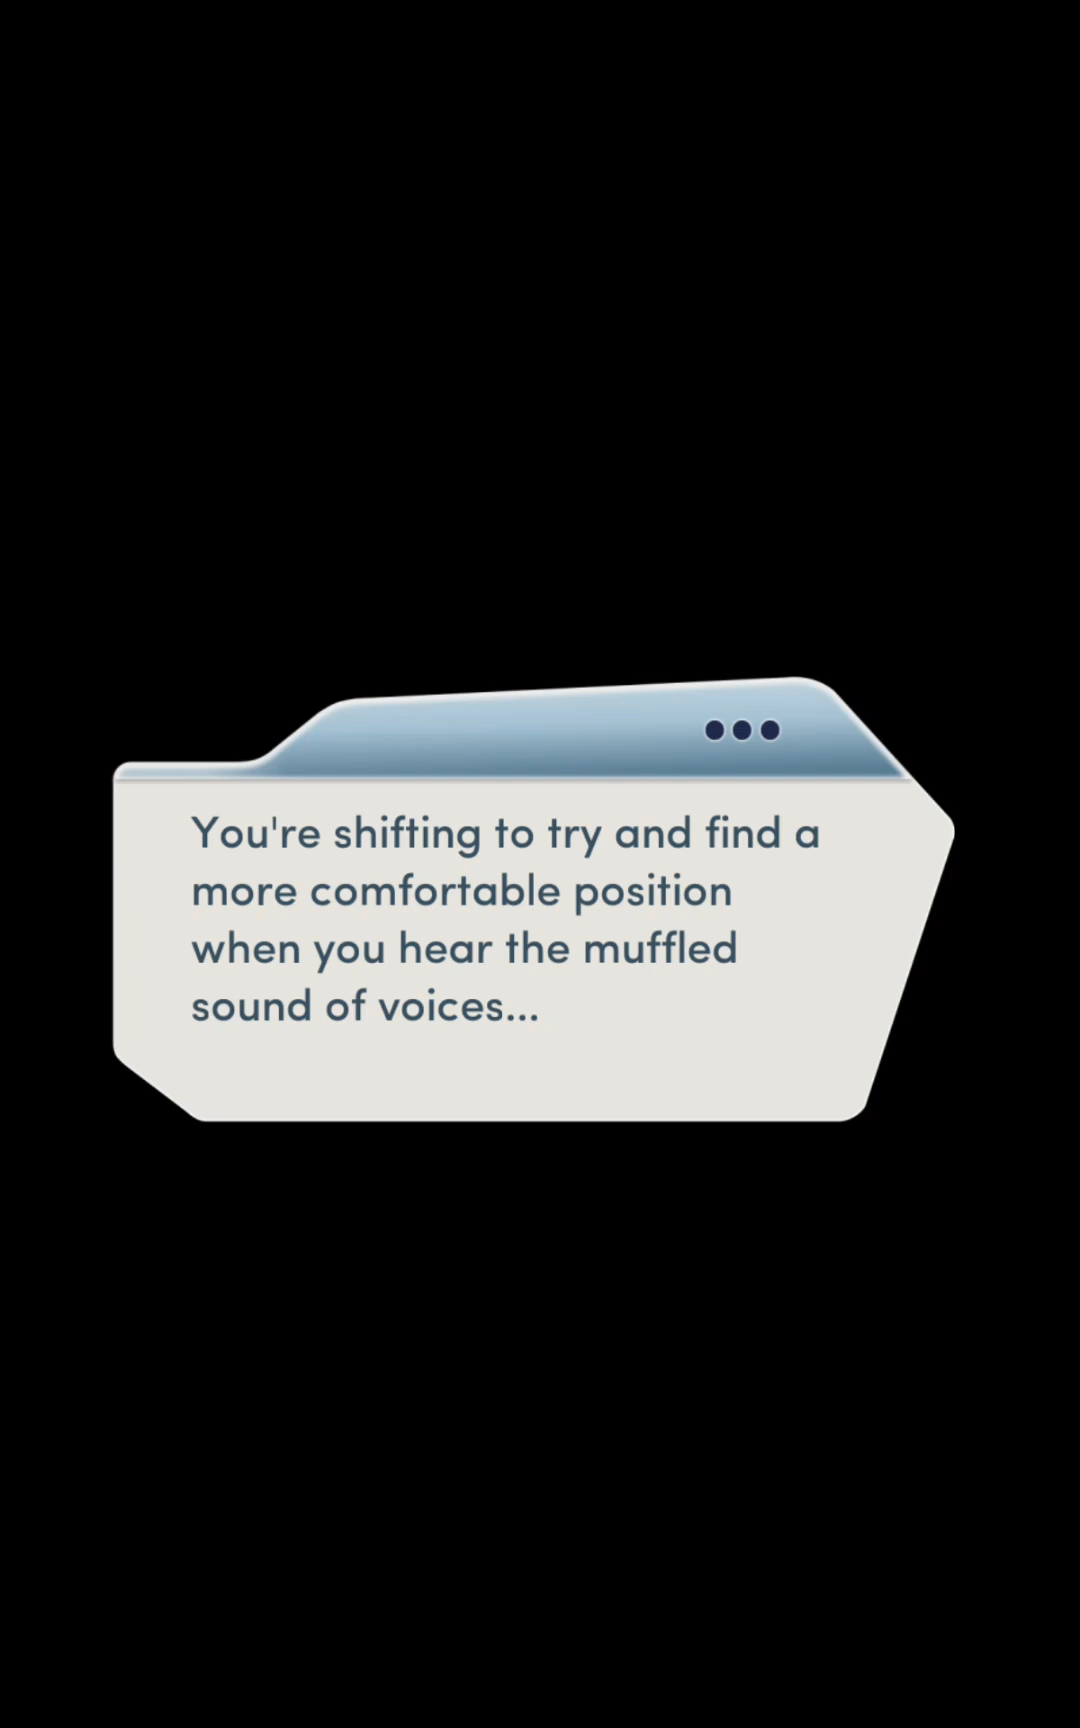 You're shifting to try and find a
more comfortable position
when you hear the muffled
sound of voices...